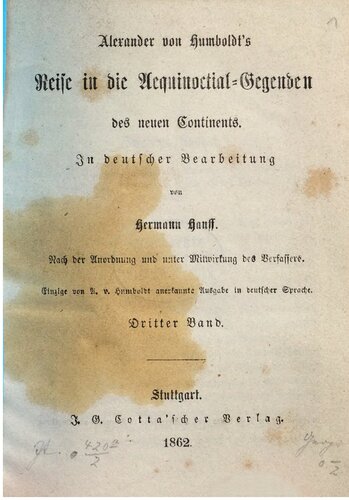 1
Alexander von Humboldt's
Reise in die Aequinoctial-Gegenden
des neuen Continents.
In deutscher Bearbeitung
von
Hermann Hauff.
Nach der Anordnung und unter Mitwirkung des Verfassers.
Einzige von A. v. Humboldt anerkannte Ausgabe in deutscher Sprache.
Dritter Band.
Stuttgart.
J. G. Cotta'scher Verlag.
1862.